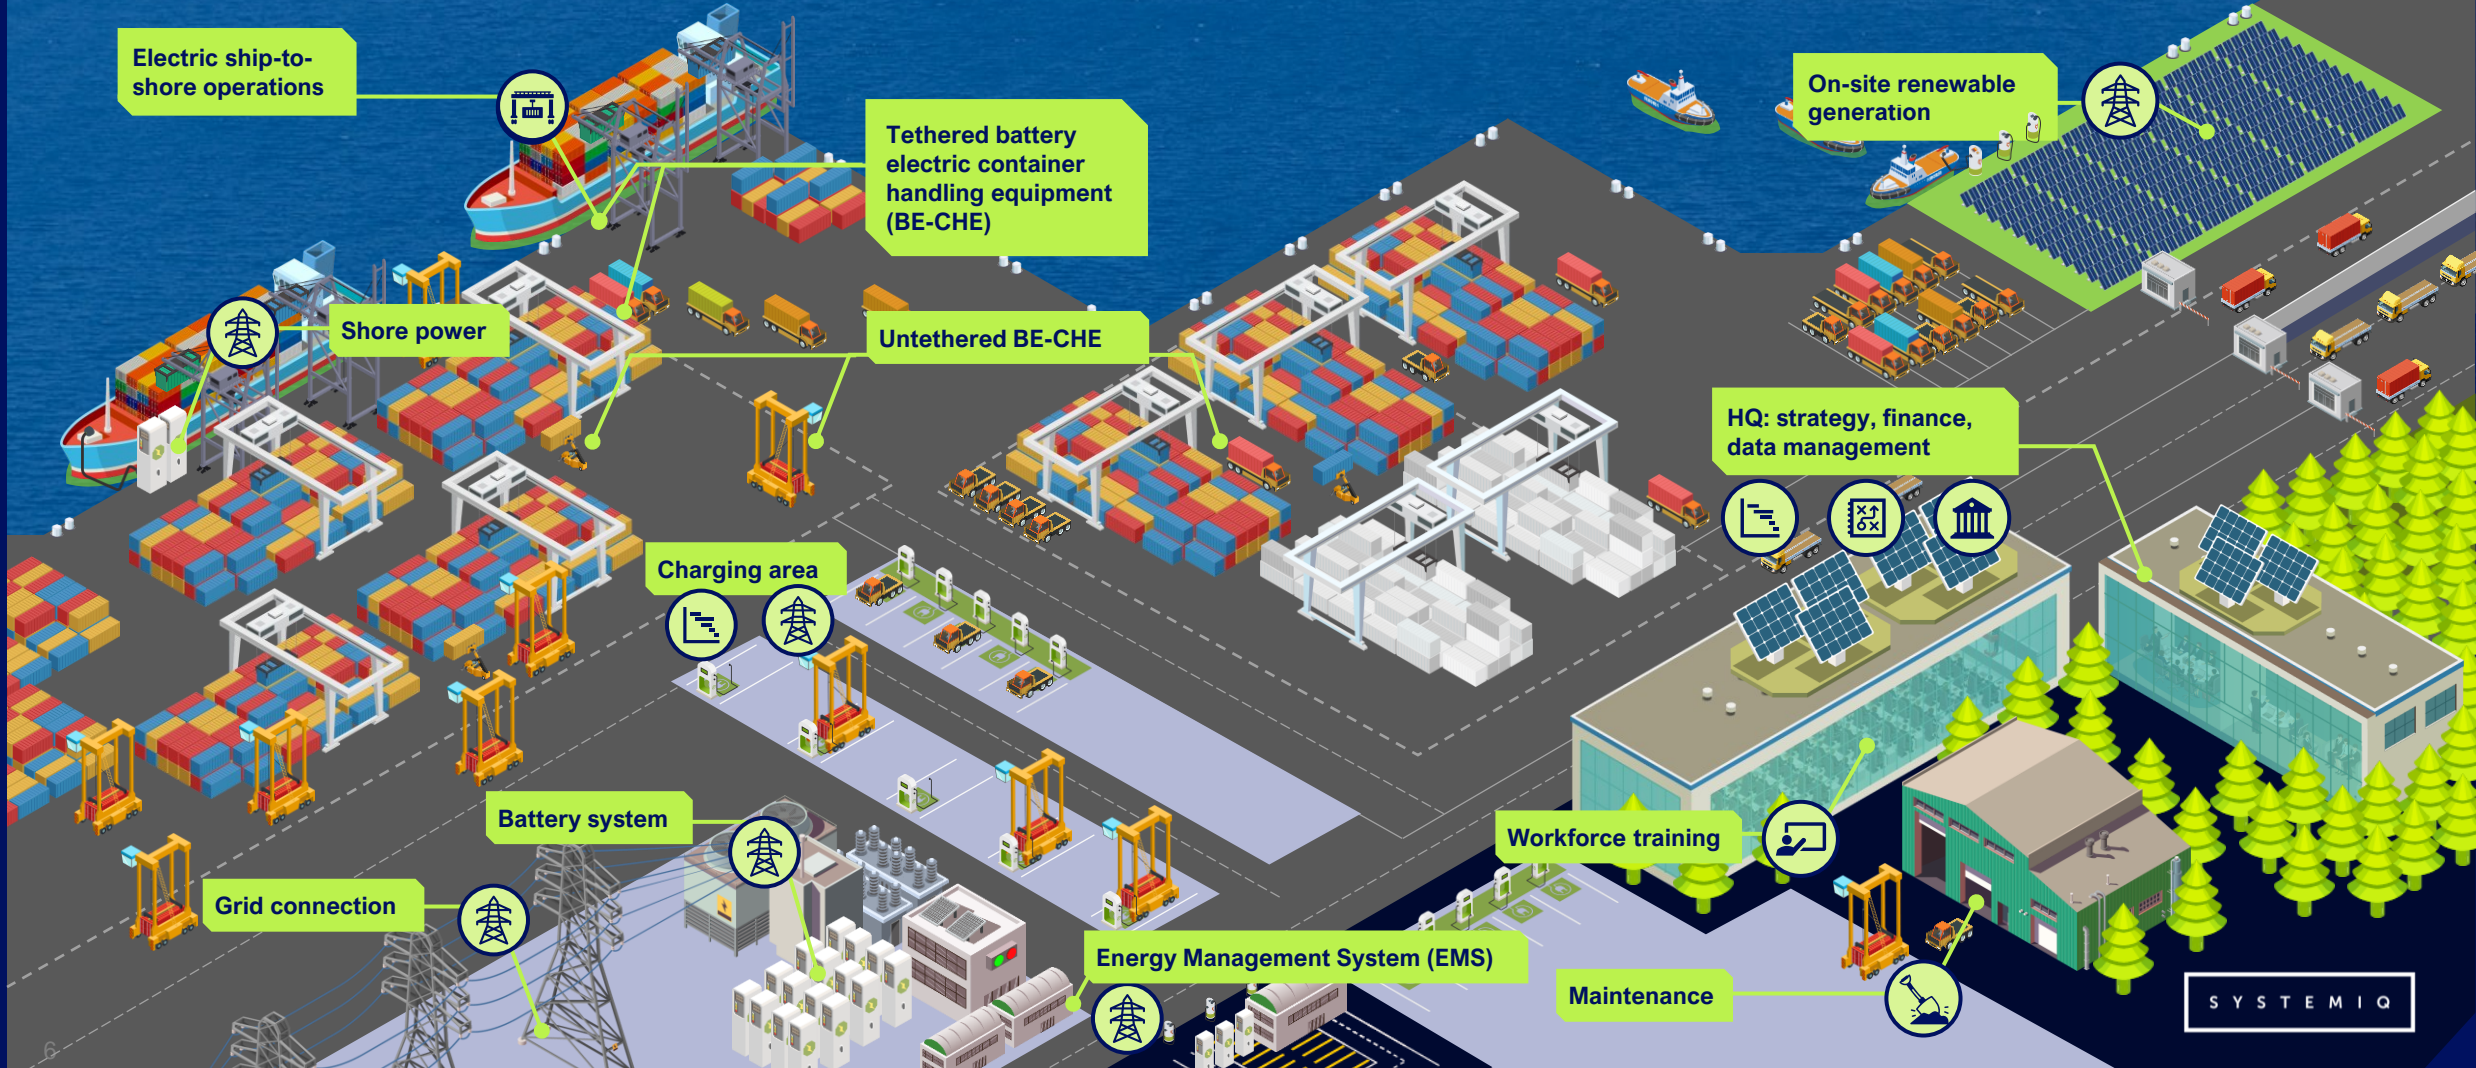 Electric ship-to-
shore operations
On-site renewable
generation
Tethered battery
electric container
handling equipment
(BE-CHE)
Shore power
Untethered BE-CHE
HQ: strategy, finance,
data management
Charging area
Battery system
Workforce training
Grid connection
Energy Management System (EMS)
Maintenance
SYSTEMIQ
6